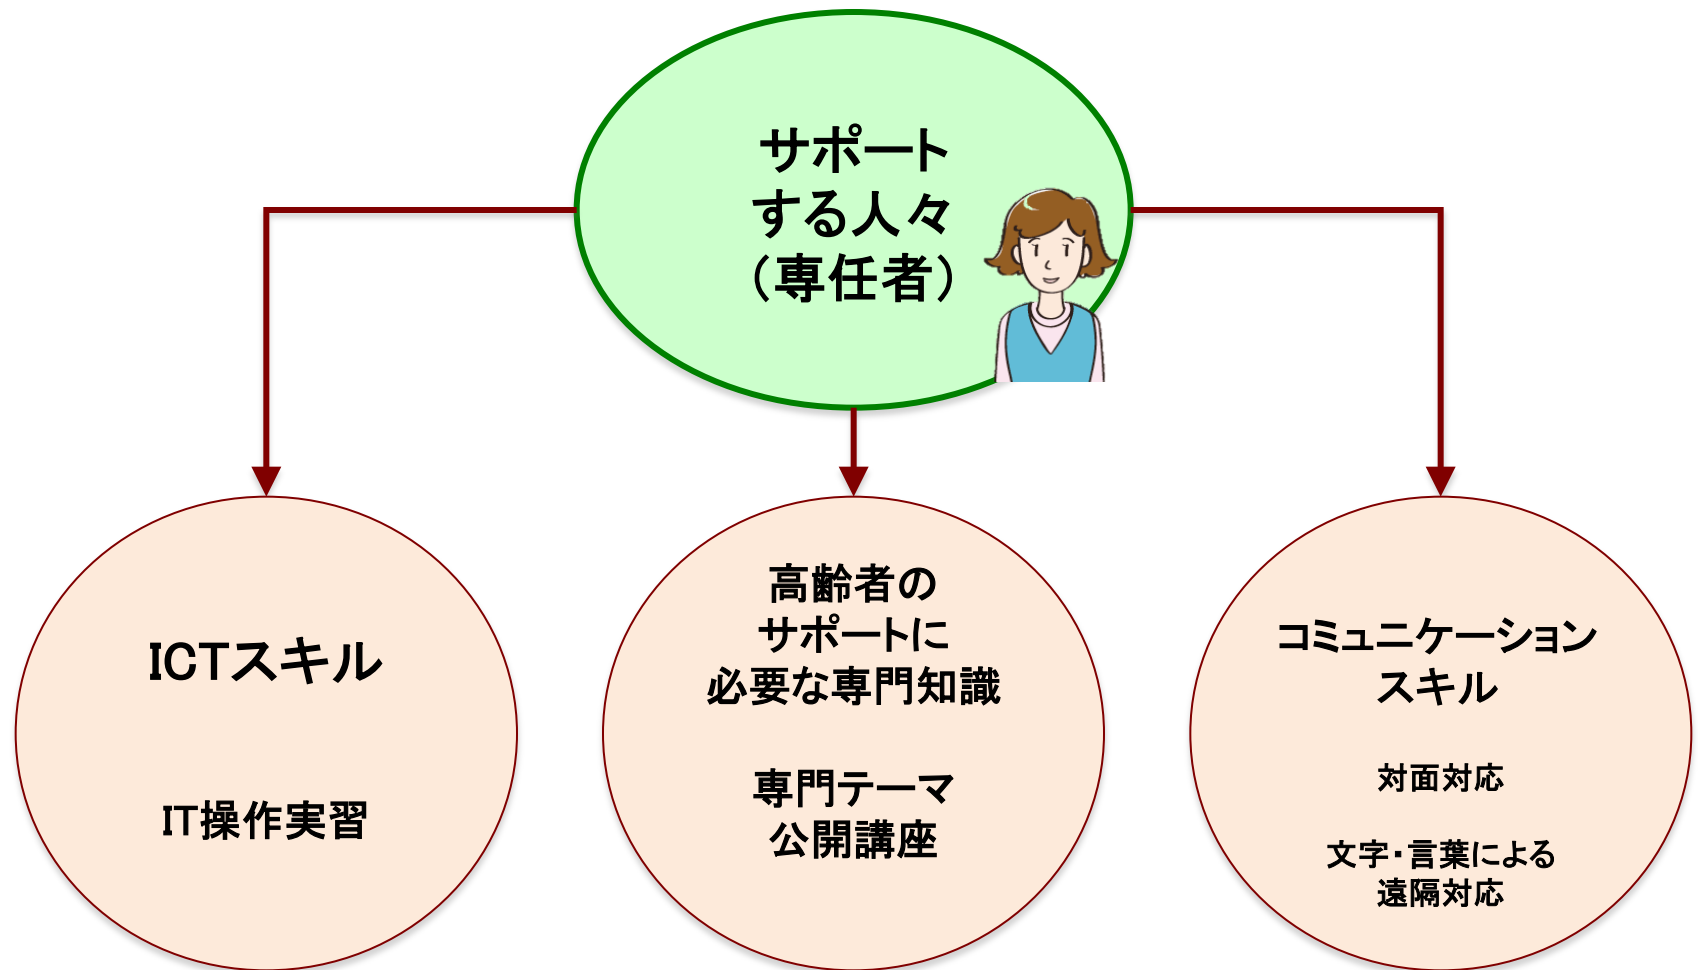 サポート
する人々
（専任者）
ICTスキル
IT操作実習
高齢者の
サポートに
必要な専門知識
専門テーマ
公開講座
コミュニケーション
スキル
対面対応
文字・言葉による
遠隔対応